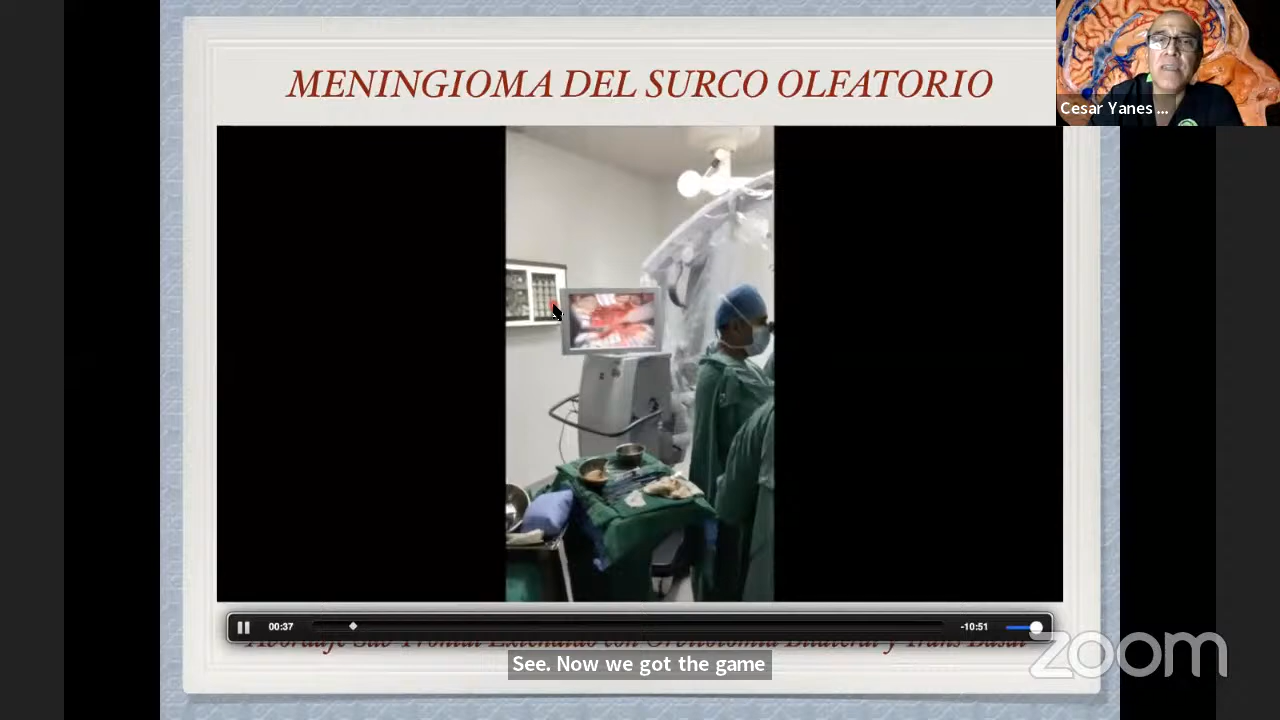 MENINGIOMA DEL SURCO OLFATORIO
Cesar Yanes ...
00:37
-10:51
See. Now we got the game
zoom